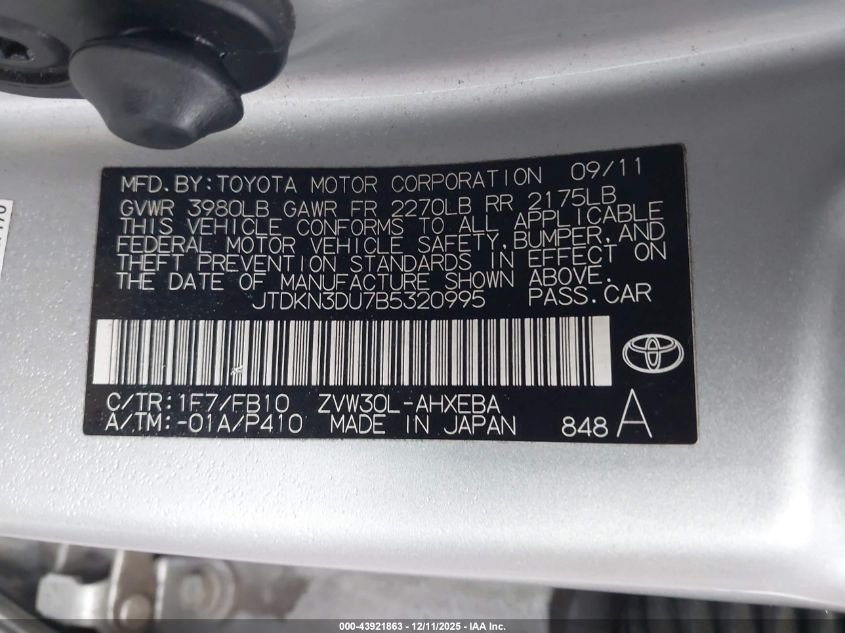 MFD. BY: TOYOTA MOTOR CORPORATION 09/11
GVWR 3980LB GAWR FR 2270LB RR 2175LB
THIS VEHICLE CONFORMS TO ALL APPLICABLE
FEDERAL MOTOR VEHICLE SAFETY, BUMPER, AND
THEFT PREVENTION STANDARDS IN EFFECT ON
THE DATE OF MANUFACTURE SHOWN ABOVE.
JTDKN3DU7B5320995 PASS. CAR
C/TR: 1F7/FB10 ZVW30L-AHXEBA
A/TM: -01A/P410 MADE IN JAPAN 848 A
000-43921863 - 12/11/2025 - IAA Inc.